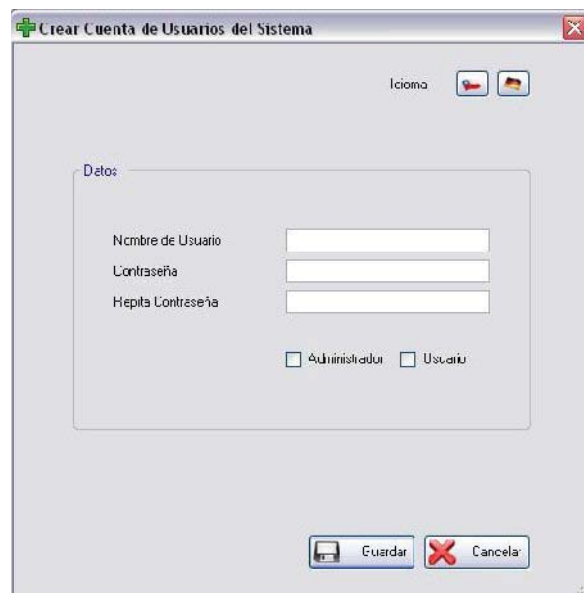 Crear Cuenta de Usuarios del Sistema
Idioma
Datos
Nombre de Usuario
Contraseña
Repita Contraseña
Administrador Usuario
Guardar Cancelar